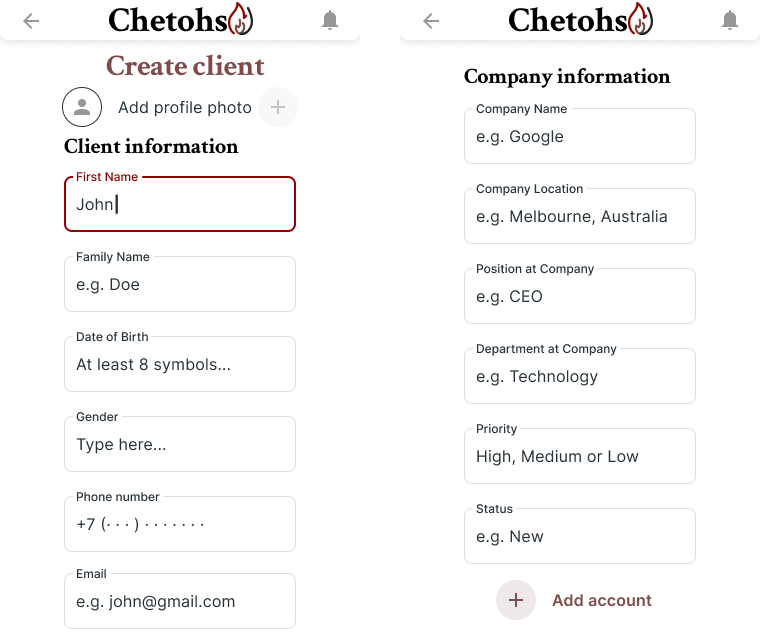 Chetohs
Create client
Add profile photo
Client information
First Name
John
Family Name
e.g. Doe
Date of Birth
At least 8 symbols...
Gender
Type here...
Phone number
+7 (· · · ) · · · · · · ·
Email
e.g. john@gmail.com
Chetohs
Company information
Company Name
e.g. Google
Company Location
e.g. Melbourne, Australia
Position at Company
e.g. CEO
Department at Company
e.g. Technology
Priority
High, Medium or Low
Status
e.g. New
Add account